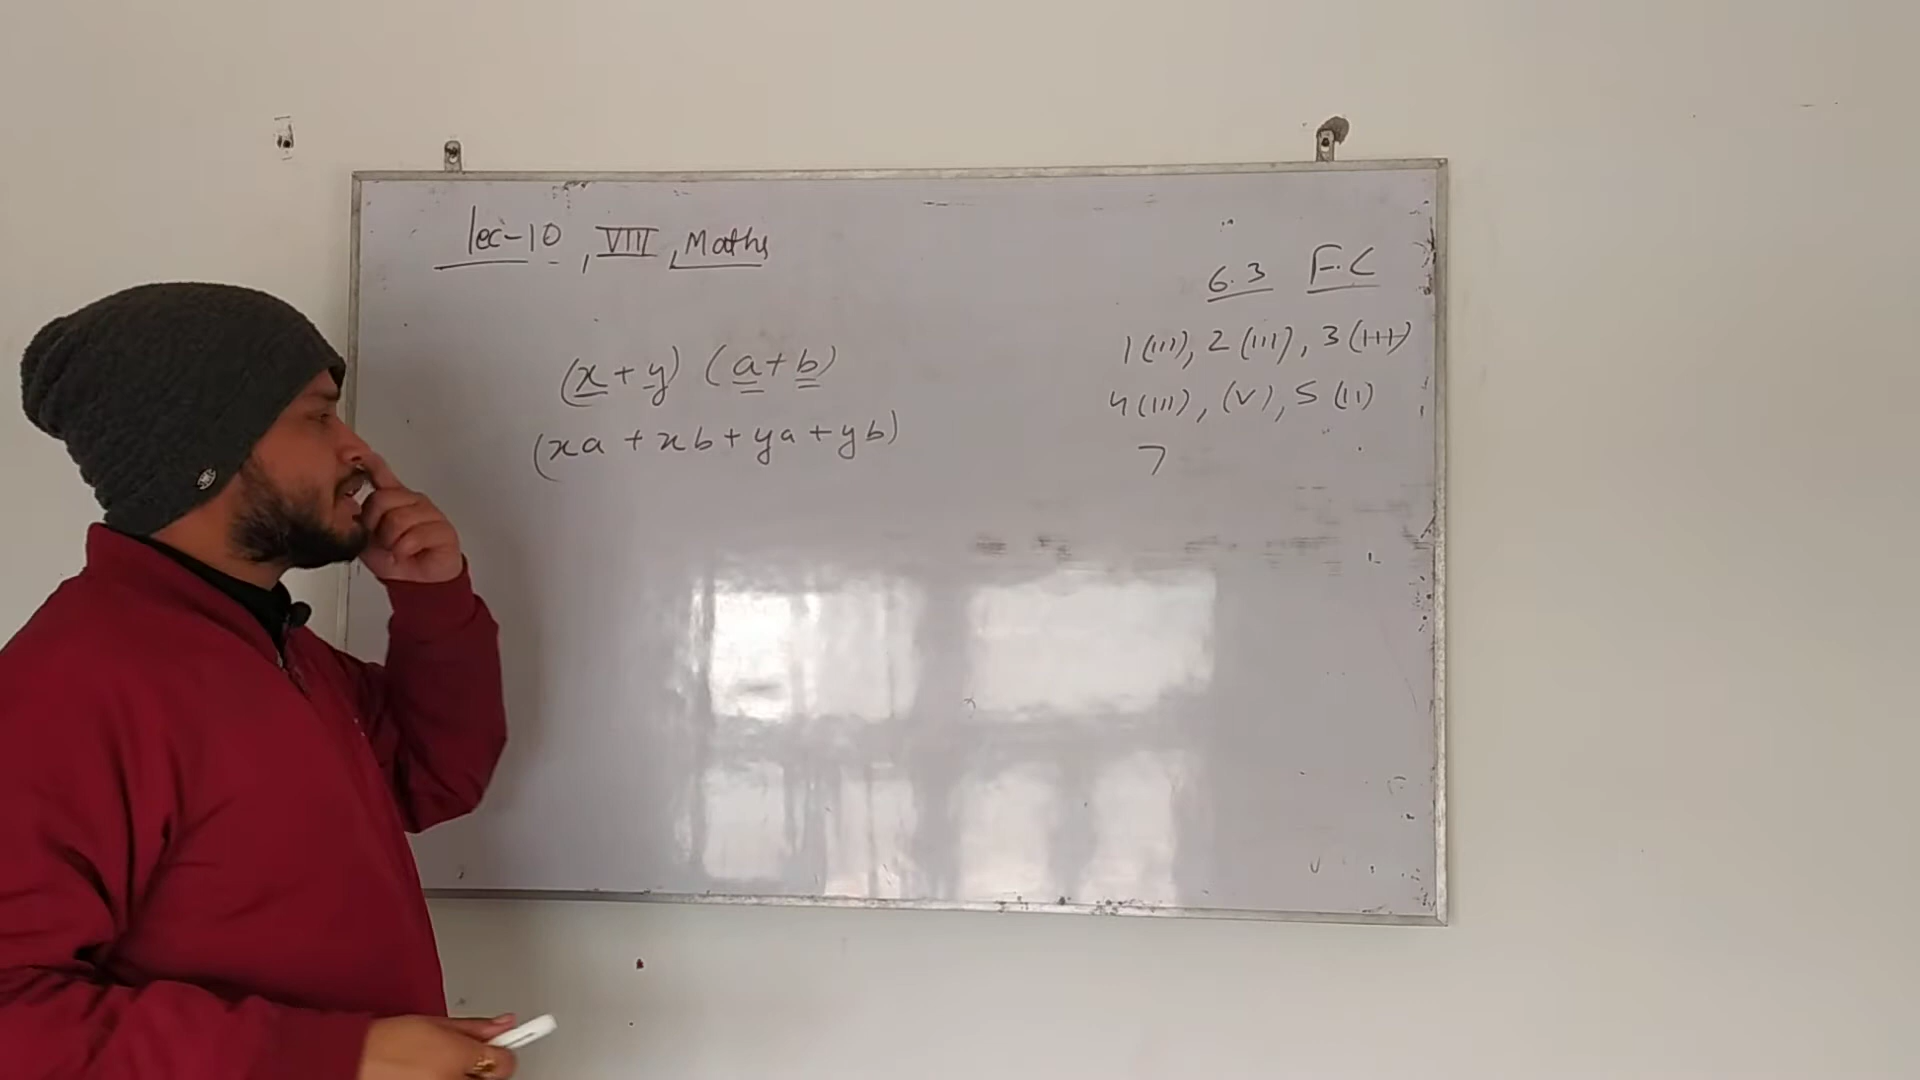 lec-10, VIII, Maths
(x+y) (a+b)
(xa + xb + ya + yb)
6.3 F.C
1(iii), 2(iii), 3(iii)
4(iii), (v), 5(ii)
7